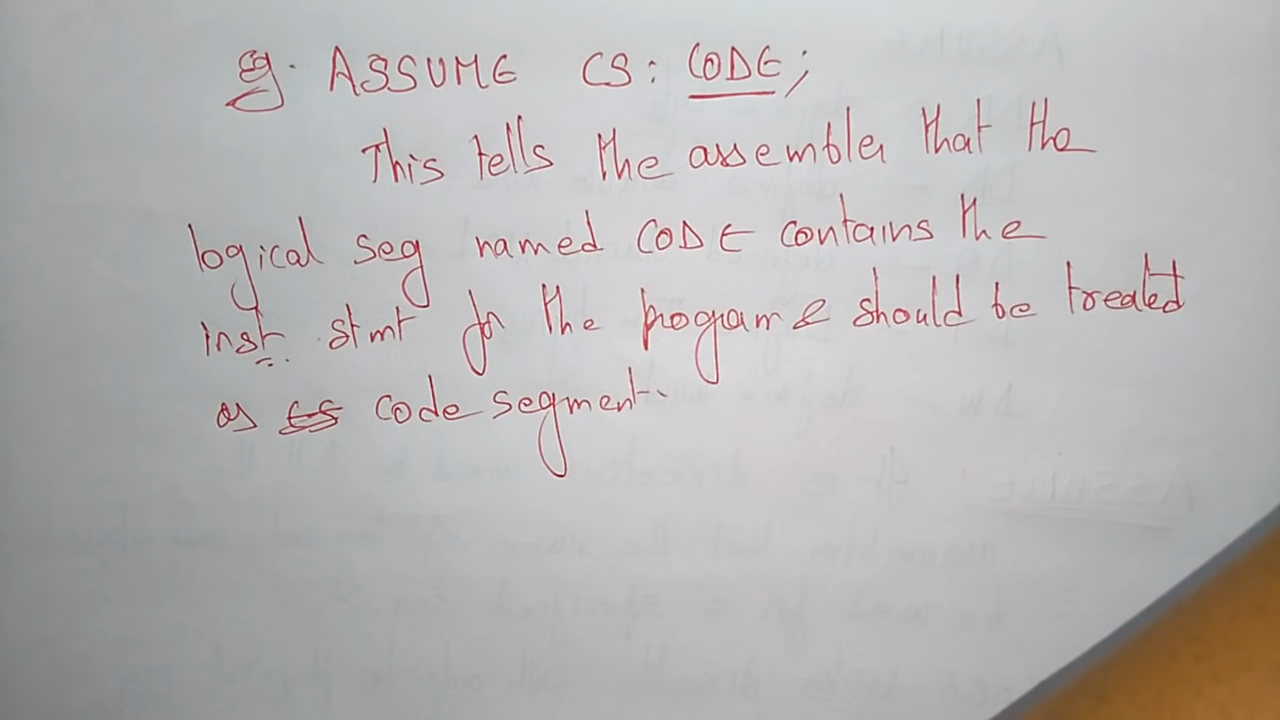 Eg. ASSUME CS: CODE;
This tells the assembler that the
logical seg named CODE contains the
instr. stmt for the program & should be treated
as code segment.